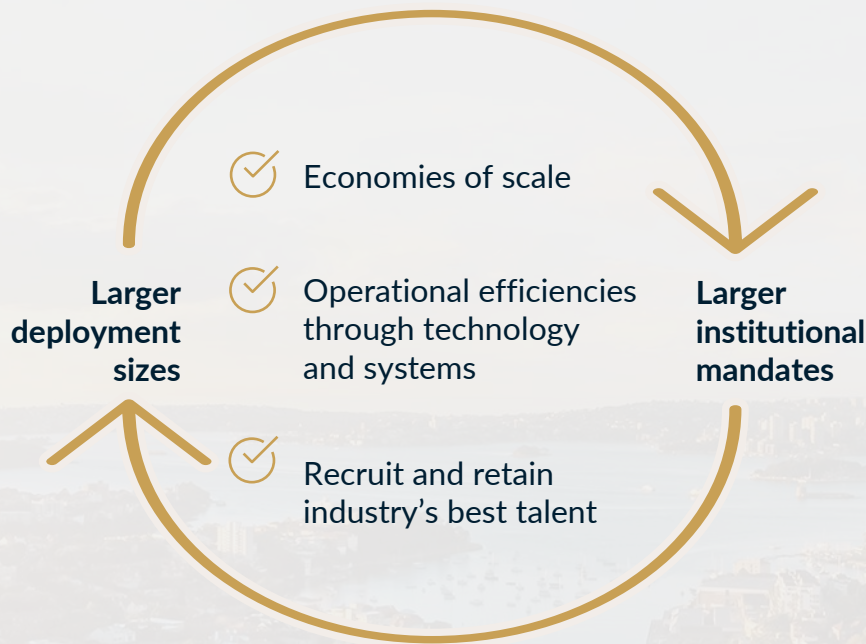 Economies of scale
Larger
deployment
sizes
Operational efficiencies
through technology
and systems
Larger
institutional
mandates
Recruit and retain
industry’s best talent